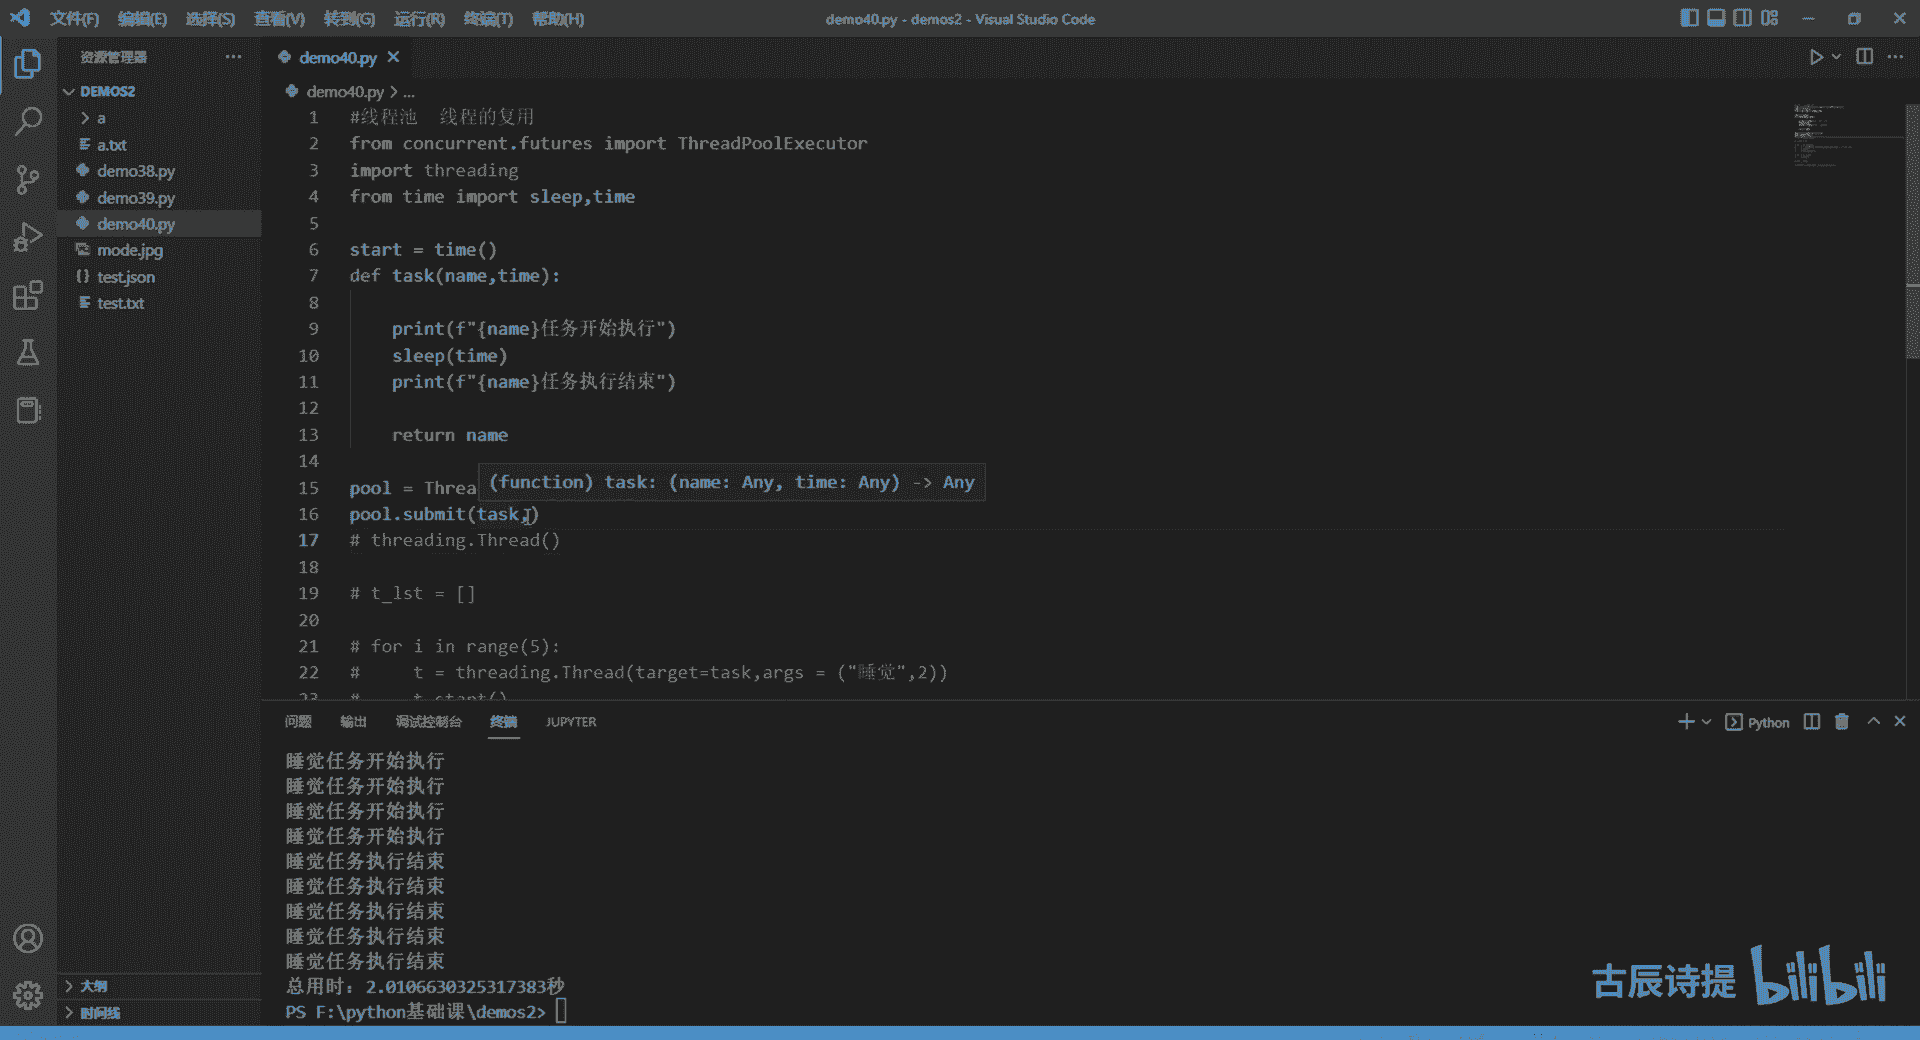 文件(F) 编辑(E) 选择(S) 查看(V) 转到(G) 运行(R) 终端(T) 帮助(H)
demo40.py - demos2 - Visual Studio Code
资源管理器
DEMOS2
a
a.txt
demo38.py
demo39.py
demo40.py
mode.jpg
{} test.json
test.txt
大纲
时间线
demo40.py
demo40.py > ...
1 #线程池 线程的复用
2 from concurrent.futures import ThreadPoolExecutor
3 import threading
4 from time import sleep,time
5
6 start = time()
7 def task(name,time):
8
9 print(f"{name}任务开始执行")
10 sleep(time)
11 print(f"{name}任务执行结束")
12
13 return name
14
(function) task: (name: Any, time: Any) -> Any
15 pool = Threa
16 pool.submit(task,)
17 # threading.Thread()
18
19 # t_lst = []
20
21 # for i in range(5):
22 # t = threading.Thread(target=task,args = ("睡觉",2))
23 # t.start()
问题 输出 调试控制台 终端 JUPYTER
Python
睡觉任务开始执行
睡觉任务开始执行
睡觉任务开始执行
睡觉任务开始执行
睡觉任务执行结束
睡觉任务执行结束
睡觉任务执行结束
睡觉任务执行结束
睡觉任务执行结束
总用时：2.0106630325317383秒
PS F:\python基础课\demos2>
古辰诗提 bilibili